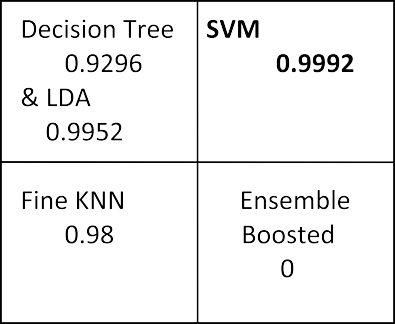 Decision Tree
0.9296
& LDA
0.9952
SVM
0.9992
Fine KNN
0.98
Ensemble
Boosted
0